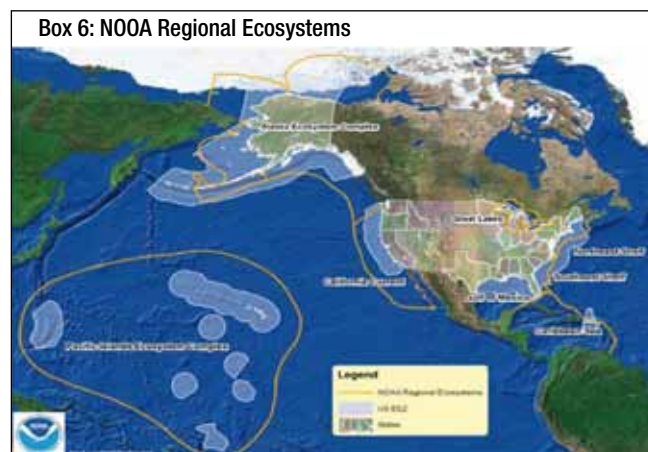 Box 6: NOOA Regional Ecosystems
Alaska Ecosystem Complex
Great Lakes
Northeast Shelf
Southeast Shelf
California Current
Gulf of Mexico
Caribbean Sea
Pacific Islands Ecosystem Complex
Legend
NOAA Regional Ecosystems
US EEZ
States
NOAA